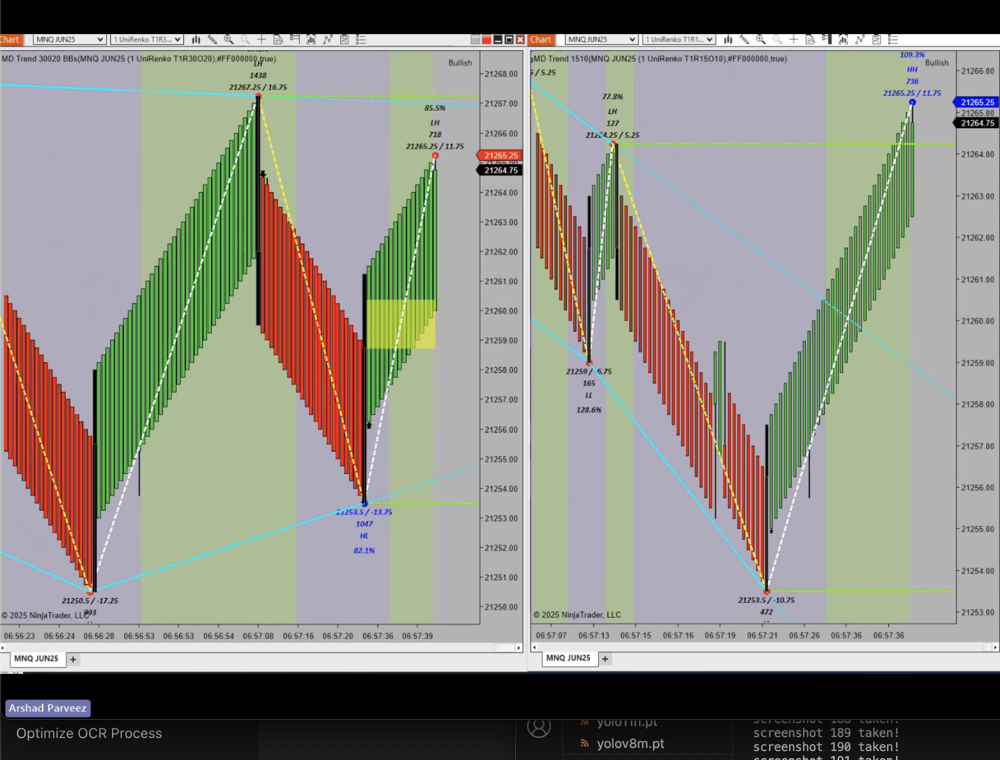 Chart
MNQ JUN25
1 UniRenko T1R3...
MD Trend 30020 BBs(MNQ JUN25 (1 UniRenko T1R30O20),#FF000000,true)
Bullish
LH
1438
21267.25 / 16.75
85.5%
LH
718
21265.25 / 11.75
21253.5 / -13.75
1047
HL
82.1%
21250.5 / -17.25
993
21268.00
21267.00
21266.00
21265.25
21264.75
21264.00
21263.00
21262.00
21261.00
21260.00
21259.00
21258.00
21257.00
21256.00
21255.00
21254.00
21253.00
21252.00
21251.00
21250.00
© 2025 NinjaTrader, LLC
06:56:23 06:56:24 06:56:28 06:56:53 06:56:54 06:57:08 06:57:16 06:57:20 06:57:36 06:57:39
MNQ JUN25 +
Chart
MNQ JUN25
1 UniRenko T1R1...
MD Trend 1510(MNQ JUN25 (1 UniRenko T1R15O10),#FF000000,true)
Bullish
5 / 5.25
77.8%
LH
127
21264.25 / 5.25
109.3%
HH
736
21265.25 / 11.75
21259 / -6.75
165
LL
128.6%
21253.5 / -10.75
472
21266.00
21265.25
21265.00
21264.75
21264.00
21263.00
21262.00
21261.00
21260.00
21259.00
21258.00
21257.00
21256.00
21255.00
21254.00
21253.00
© 2025 NinjaTrader, LLC
06:57:07 06:57:13 06:57:15 06:57:16 06:57:19 06:57:21 06:57:26 06:57:36 06:57:36
MNQ JUN25 +
Arshad Parveez
Optimize OCR Process
yolo11n.pt
yolov8m.pt
screenshot 188 taken!
screenshot 189 taken!
screenshot 190 taken!
screenshot 191 taken!